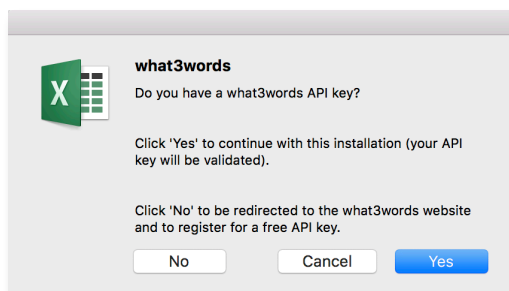 what3words
Do you have a what3words API key?
Click 'Yes' to continue with this installation (your API
key will be validated).
Click 'No' to be redirected to the what3words website
and to register for a free API key.
No Cancel Yes